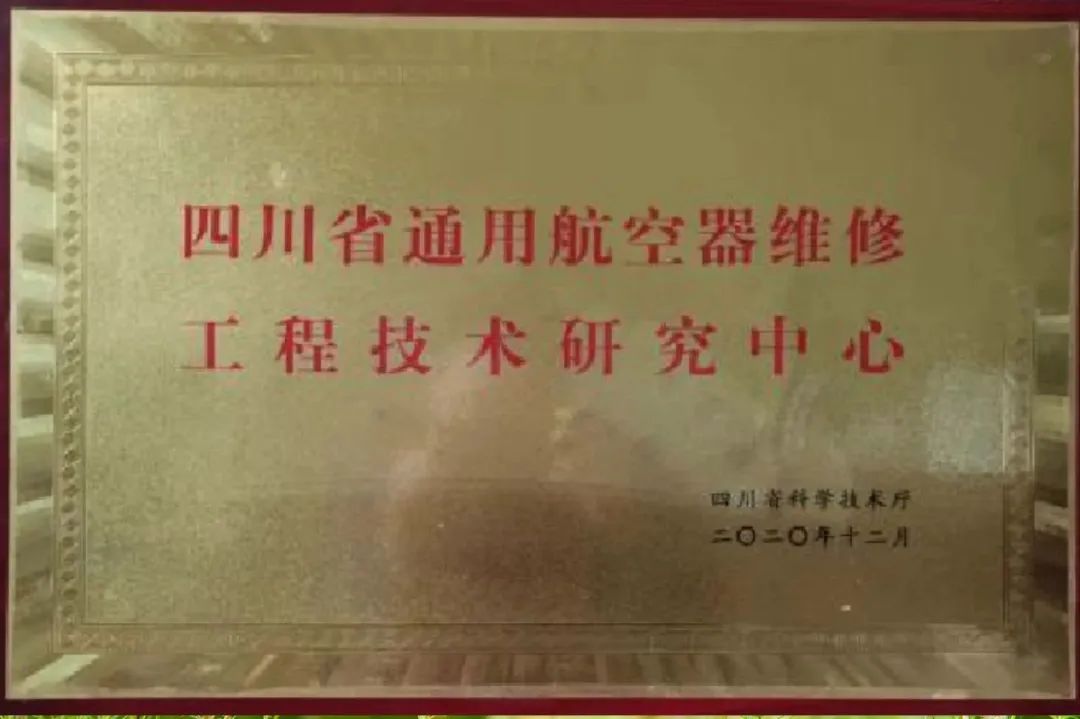 四川省通用航空器维修
工程技术研究中心
四川省科学技术厅
二〇二〇年十二月